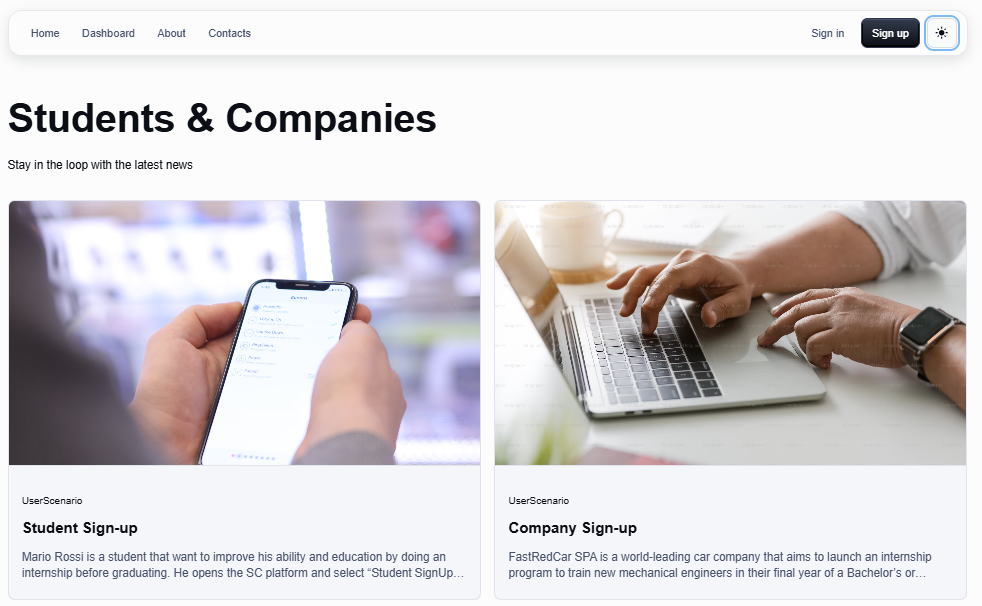 Home Dashboard About Contacts Sign in Sign up
Students & Companies
Stay in the loop with the latest news
UserScenario
Student Sign-up
Mario Rossi is a student that want to improve his ability and education by doing an
internship before graduating. He opens the SC platform and select “Student SignUp…
UserScenario
Company Sign-up
FastRedCar SPA is a world-leading car company that aims to launch an internship
program to train new mechanical engineers in their final year of a Bachelor’s or…